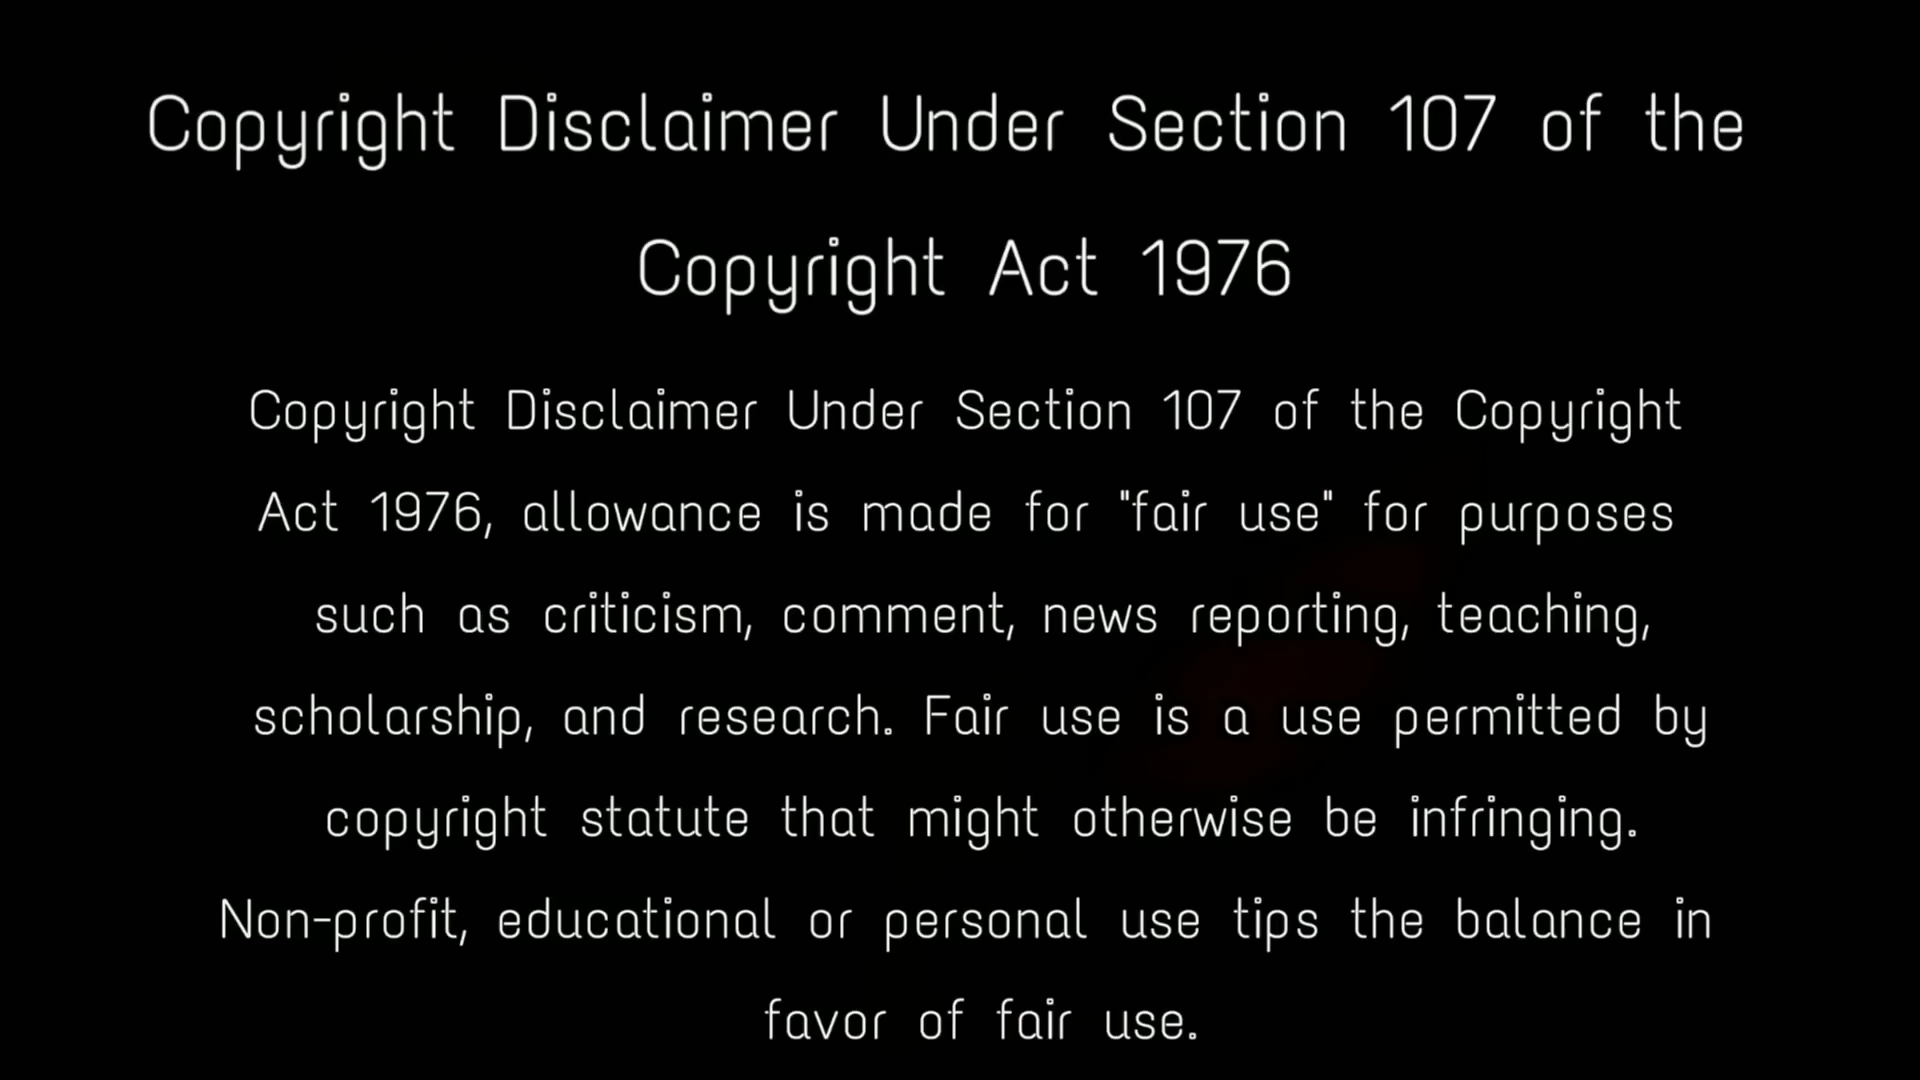 Copyright Disclaimer Under Section 107 of the
Copyright Act 1976
Copyright Disclaimer Under Section 107 of the Copyright
Act 1976, allowance is made for "fair use" for purposes
such as criticism, comment, news reporting, teaching,
scholarship, and research. Fair use is a use permitted by
copyright statute that might otherwise be infringing.
Non-profit, educational or personal use tips the balance in
favor of fair use.